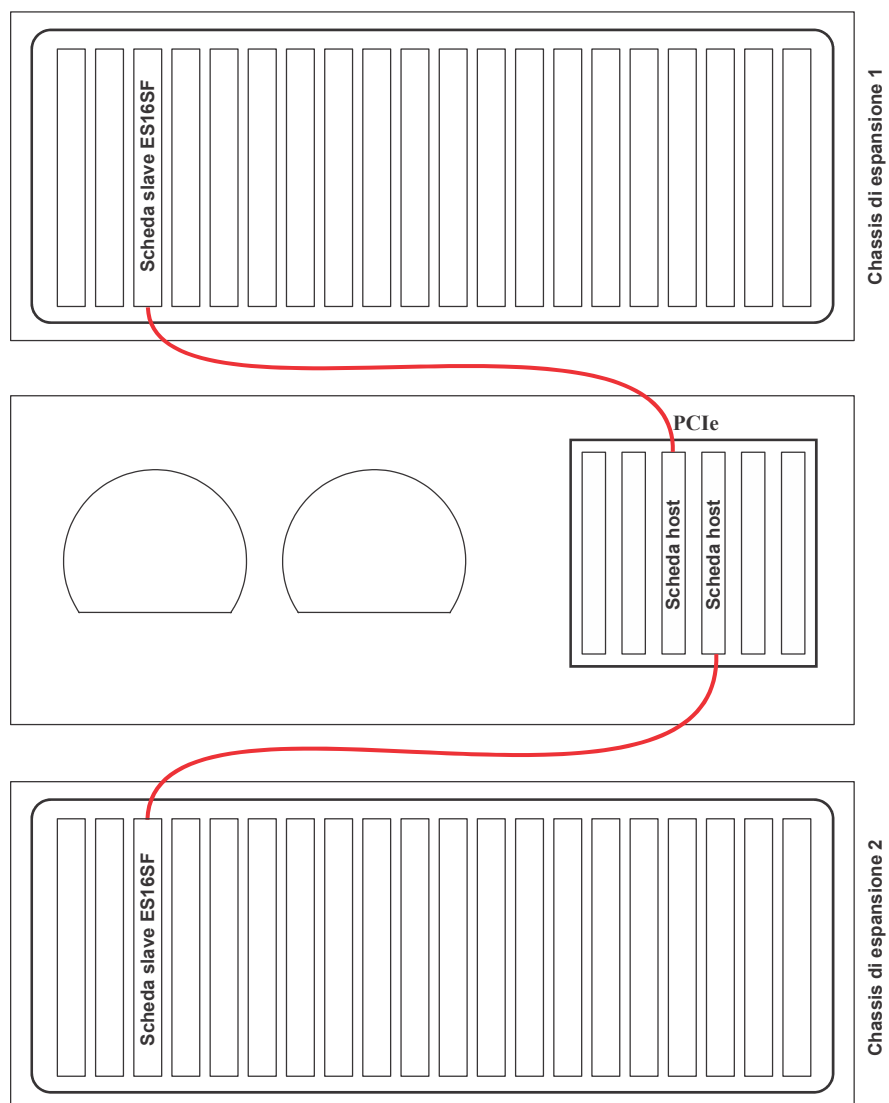 Scheda slave ES16SF
Chassis di espansione 1
PCIe
Scheda host
Scheda host
Scheda slave ES16SF
Chassis di espansione 2